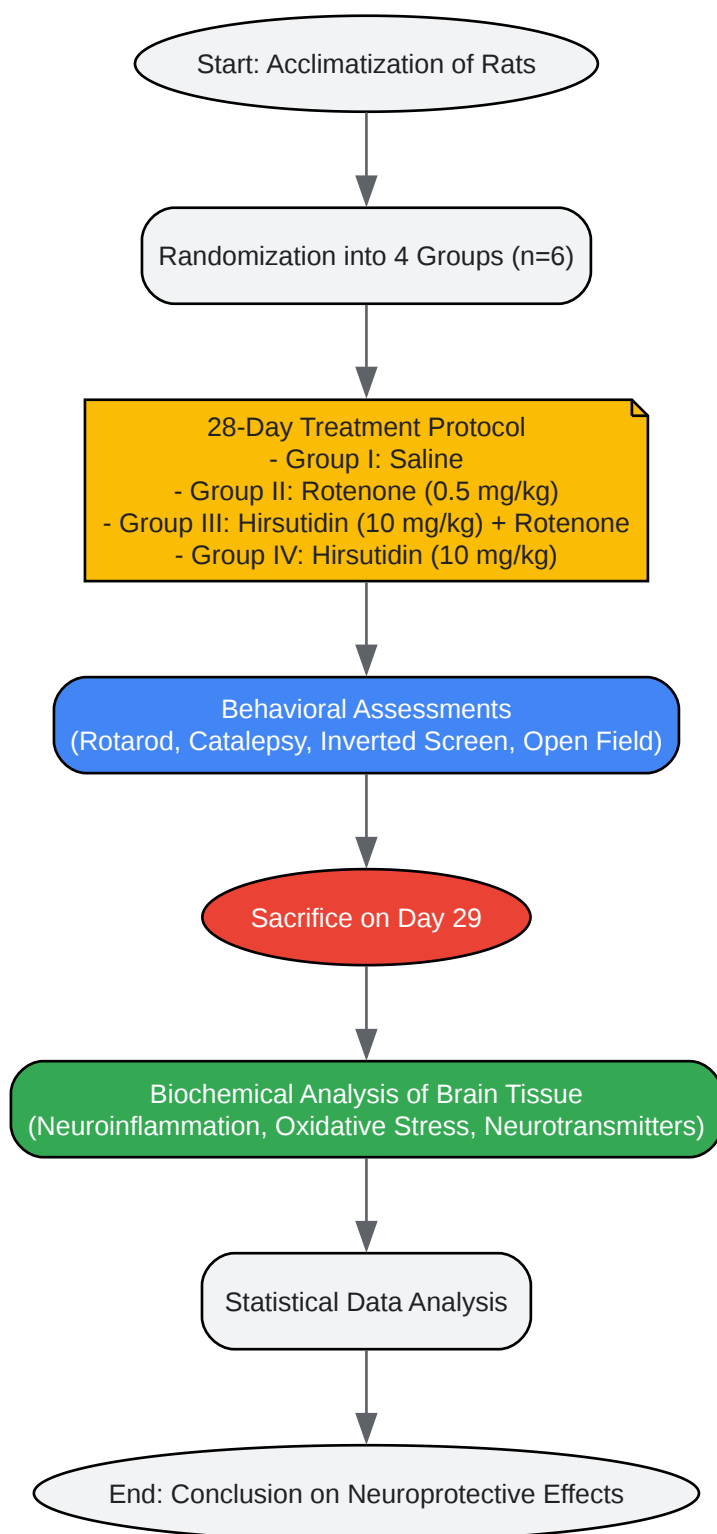 Start: Acclimatization of Rats
Randomization into 4 Groups (n=6)
28-Day Treatment Protocol
- Group I: Saline
- Group II: Rotenone (0.5 mg/kg)
- Group III: Hirsutidin (10 mg/kg) + Rotenone
- Group IV: Hirsutidin (10 mg/kg)
Behavioral Assessments
(Rotarod, Catalepsy, Inverted Screen, Open Field)
Sacrifice on Day 29
Biochemical Analysis of Brain Tissue
(Neuroinflammation, Oxidative Stress, Neurotransmitters)
Statistical Data Analysis
End: Conclusion on Neuroprotective Effects